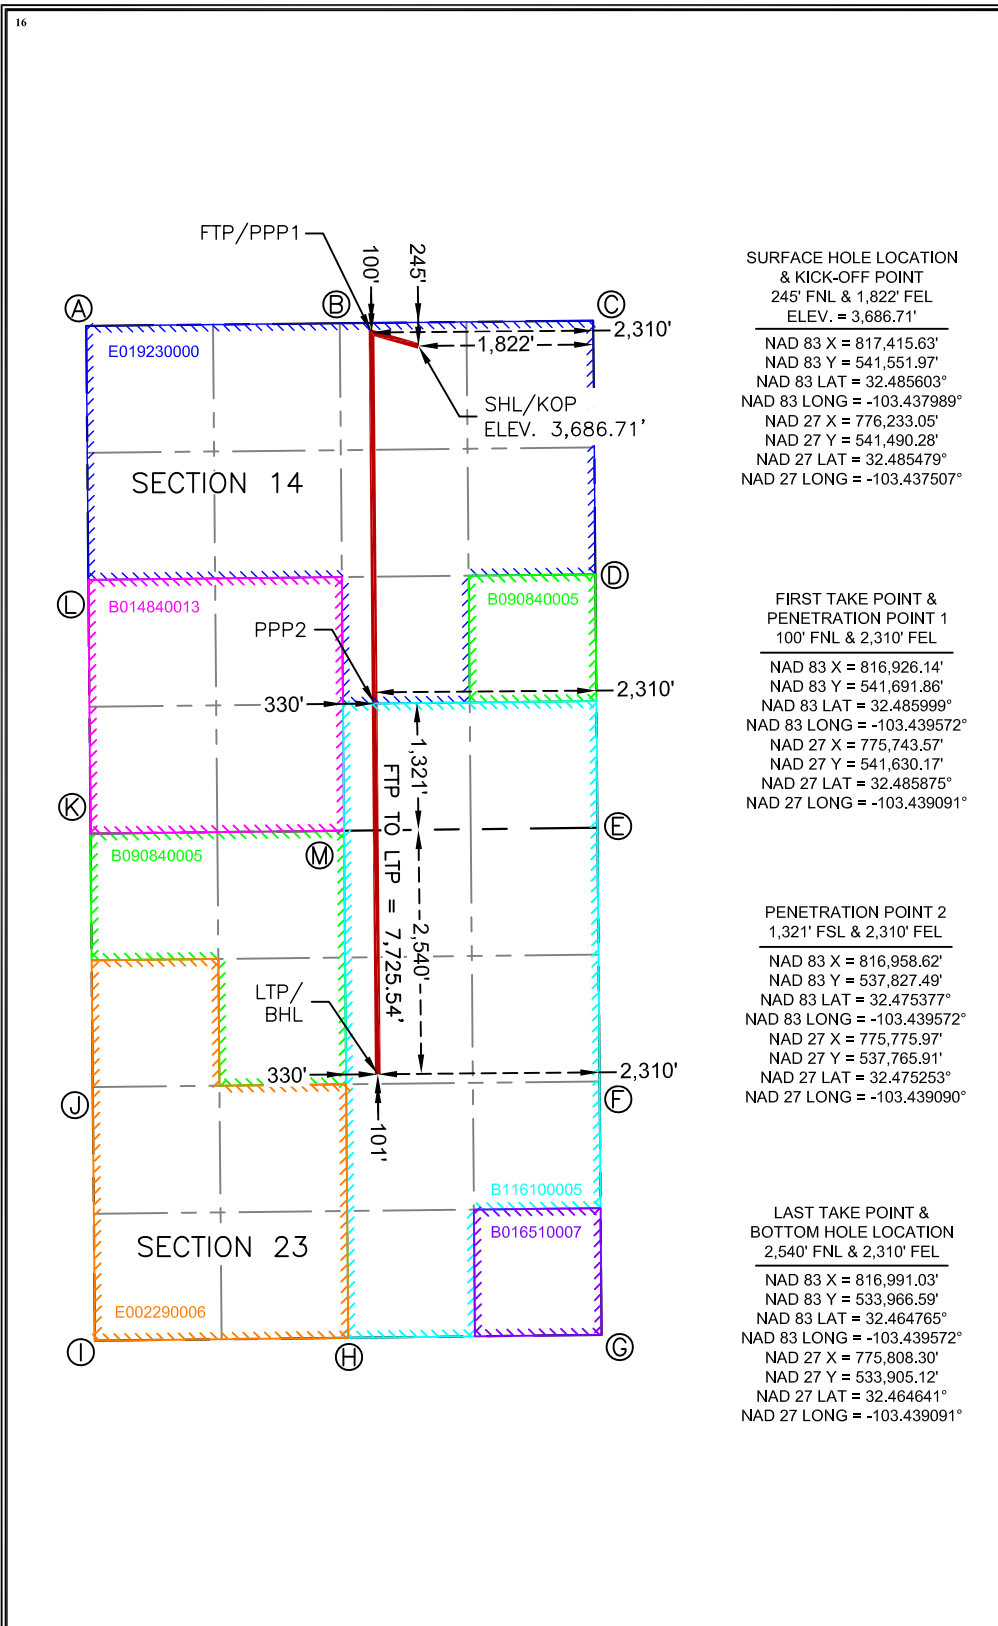 16
FTP/PPP1
100'
245'
A
B
C
2,310'
1,822'
E019230000
SHL/KOP
ELEV. 3,686.71'
SECTION 14
L
B014840013
B090840005
D
PPP2
330'
2,310'
1,321'
K
FTP TO LTP = 7,725.54'
E
B090840005
M
2,540'
LTP/
BHL
330'
2,310'
J
F
101'
B116100005
B016510007
SECTION 23
E002290006
I
H
G
SURFACE HOLE LOCATION
& KICK-OFF POINT
245' FNL & 1,822' FEL
ELEV. = 3,686.71'
NAD 83 X = 817,415.63'
NAD 83 Y = 541,551.97'
NAD 83 LAT = 32.485603°
NAD 83 LONG = -103.437989°
NAD 27 X = 776,233.05'
NAD 27 Y = 541,490.28'
NAD 27 LAT = 32.485479°
NAD 27 LONG = -103.437507°
FIRST TAKE POINT &
PENETRATION POINT 1
100' FNL & 2,310' FEL
NAD 83 X = 816,926.14'
NAD 83 Y = 541,691.86'
NAD 83 LAT = 32.485999°
NAD 83 LONG = -103.439572°
NAD 27 X = 775,743.57'
NAD 27 Y = 541,630.17'
NAD 27 LAT = 32.485875°
NAD 27 LONG = -103.439091°
PENETRATION POINT 2
1,321' FSL & 2,310' FEL
NAD 83 X = 816,958.62'
NAD 83 Y = 537,827.49'
NAD 83 LAT = 32.475377°
NAD 83 LONG = -103.439572°
NAD 27 X = 775,775.97'
NAD 27 Y = 537,765.91'
NAD 27 LAT = 32.475253°
NAD 27 LONG = -103.439090°
LAST TAKE POINT &
BOTTOM HOLE LOCATION
2,540' FNL & 2,310' FEL
NAD 83 X = 816,991.03'
NAD 83 Y = 533,966.59'
NAD 83 LAT = 32.464765°
NAD 83 LONG = -103.439572°
NAD 27 X = 775,808.30'
NAD 27 Y = 533,905.12'
NAD 27 LAT = 32.464641°
NAD 27 LONG = -103.439091°